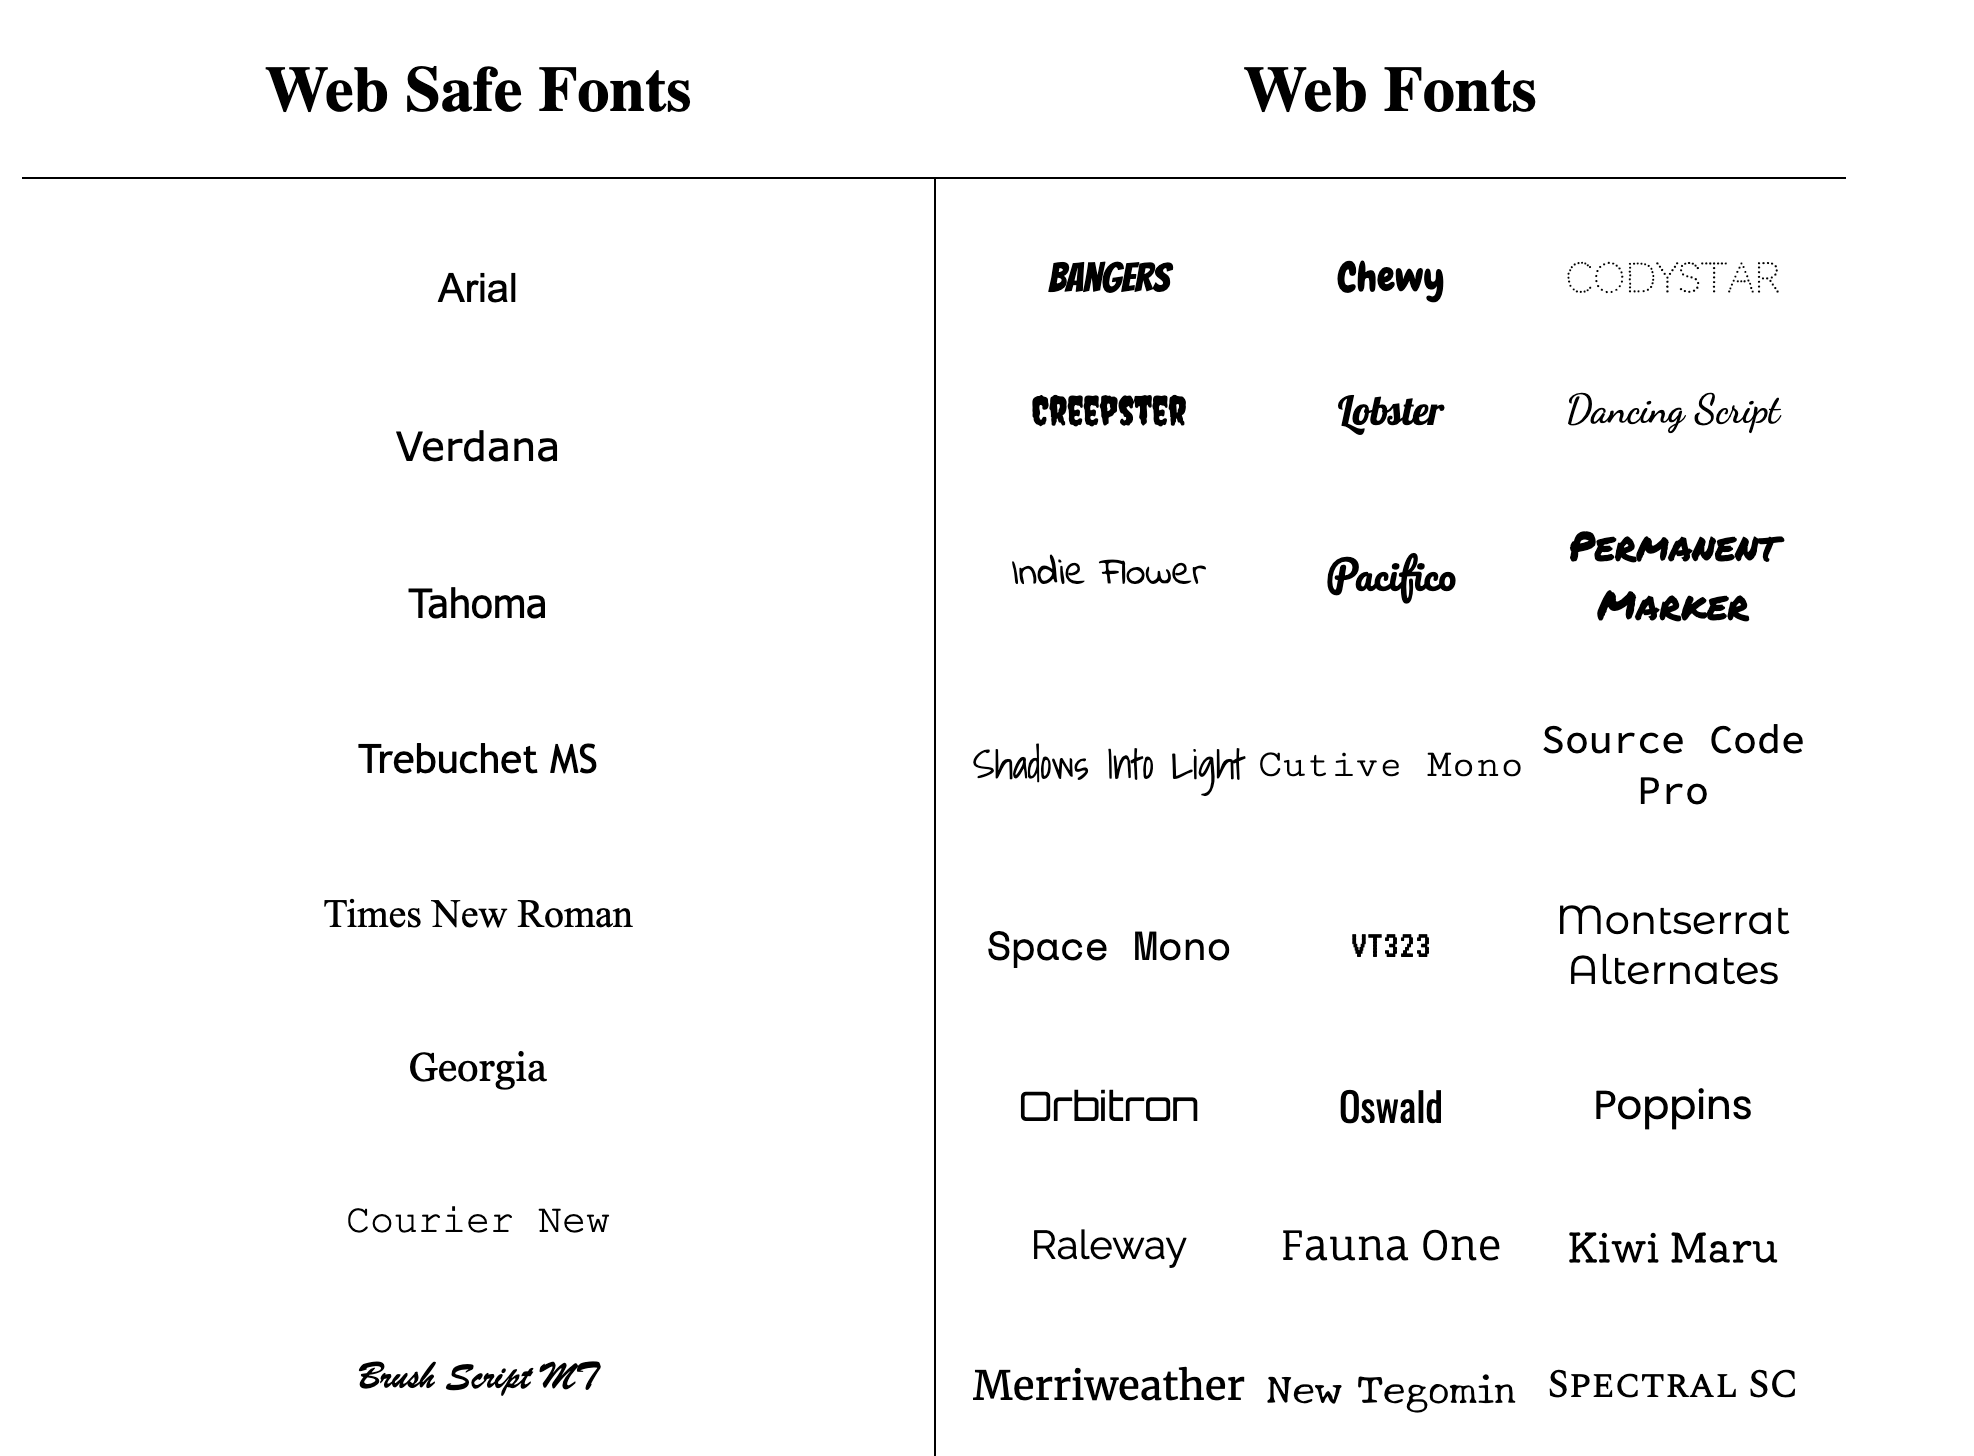 Web Safe Fonts
Web Fonts
Arial
Verdana
Tahoma
Trebuchet MS
Times New Roman
Georgia
Courier New
Brush Script MT
BANGERS
Chewy
CODYSTAR
CREEPSTER
Lobster
Dancing Script
Indie Flower
Pacifico
PERMANENT
MARKER
Shadows Into Light
Cutive Mono
Source Code
Pro
Space Mono
VT323
Montserrat
Alternates
Orbitron
Oswald
Poppins
Raleway
Fauna One
Kiwi Maru
Merriweather
New Tegomin
SPECTRAL SC